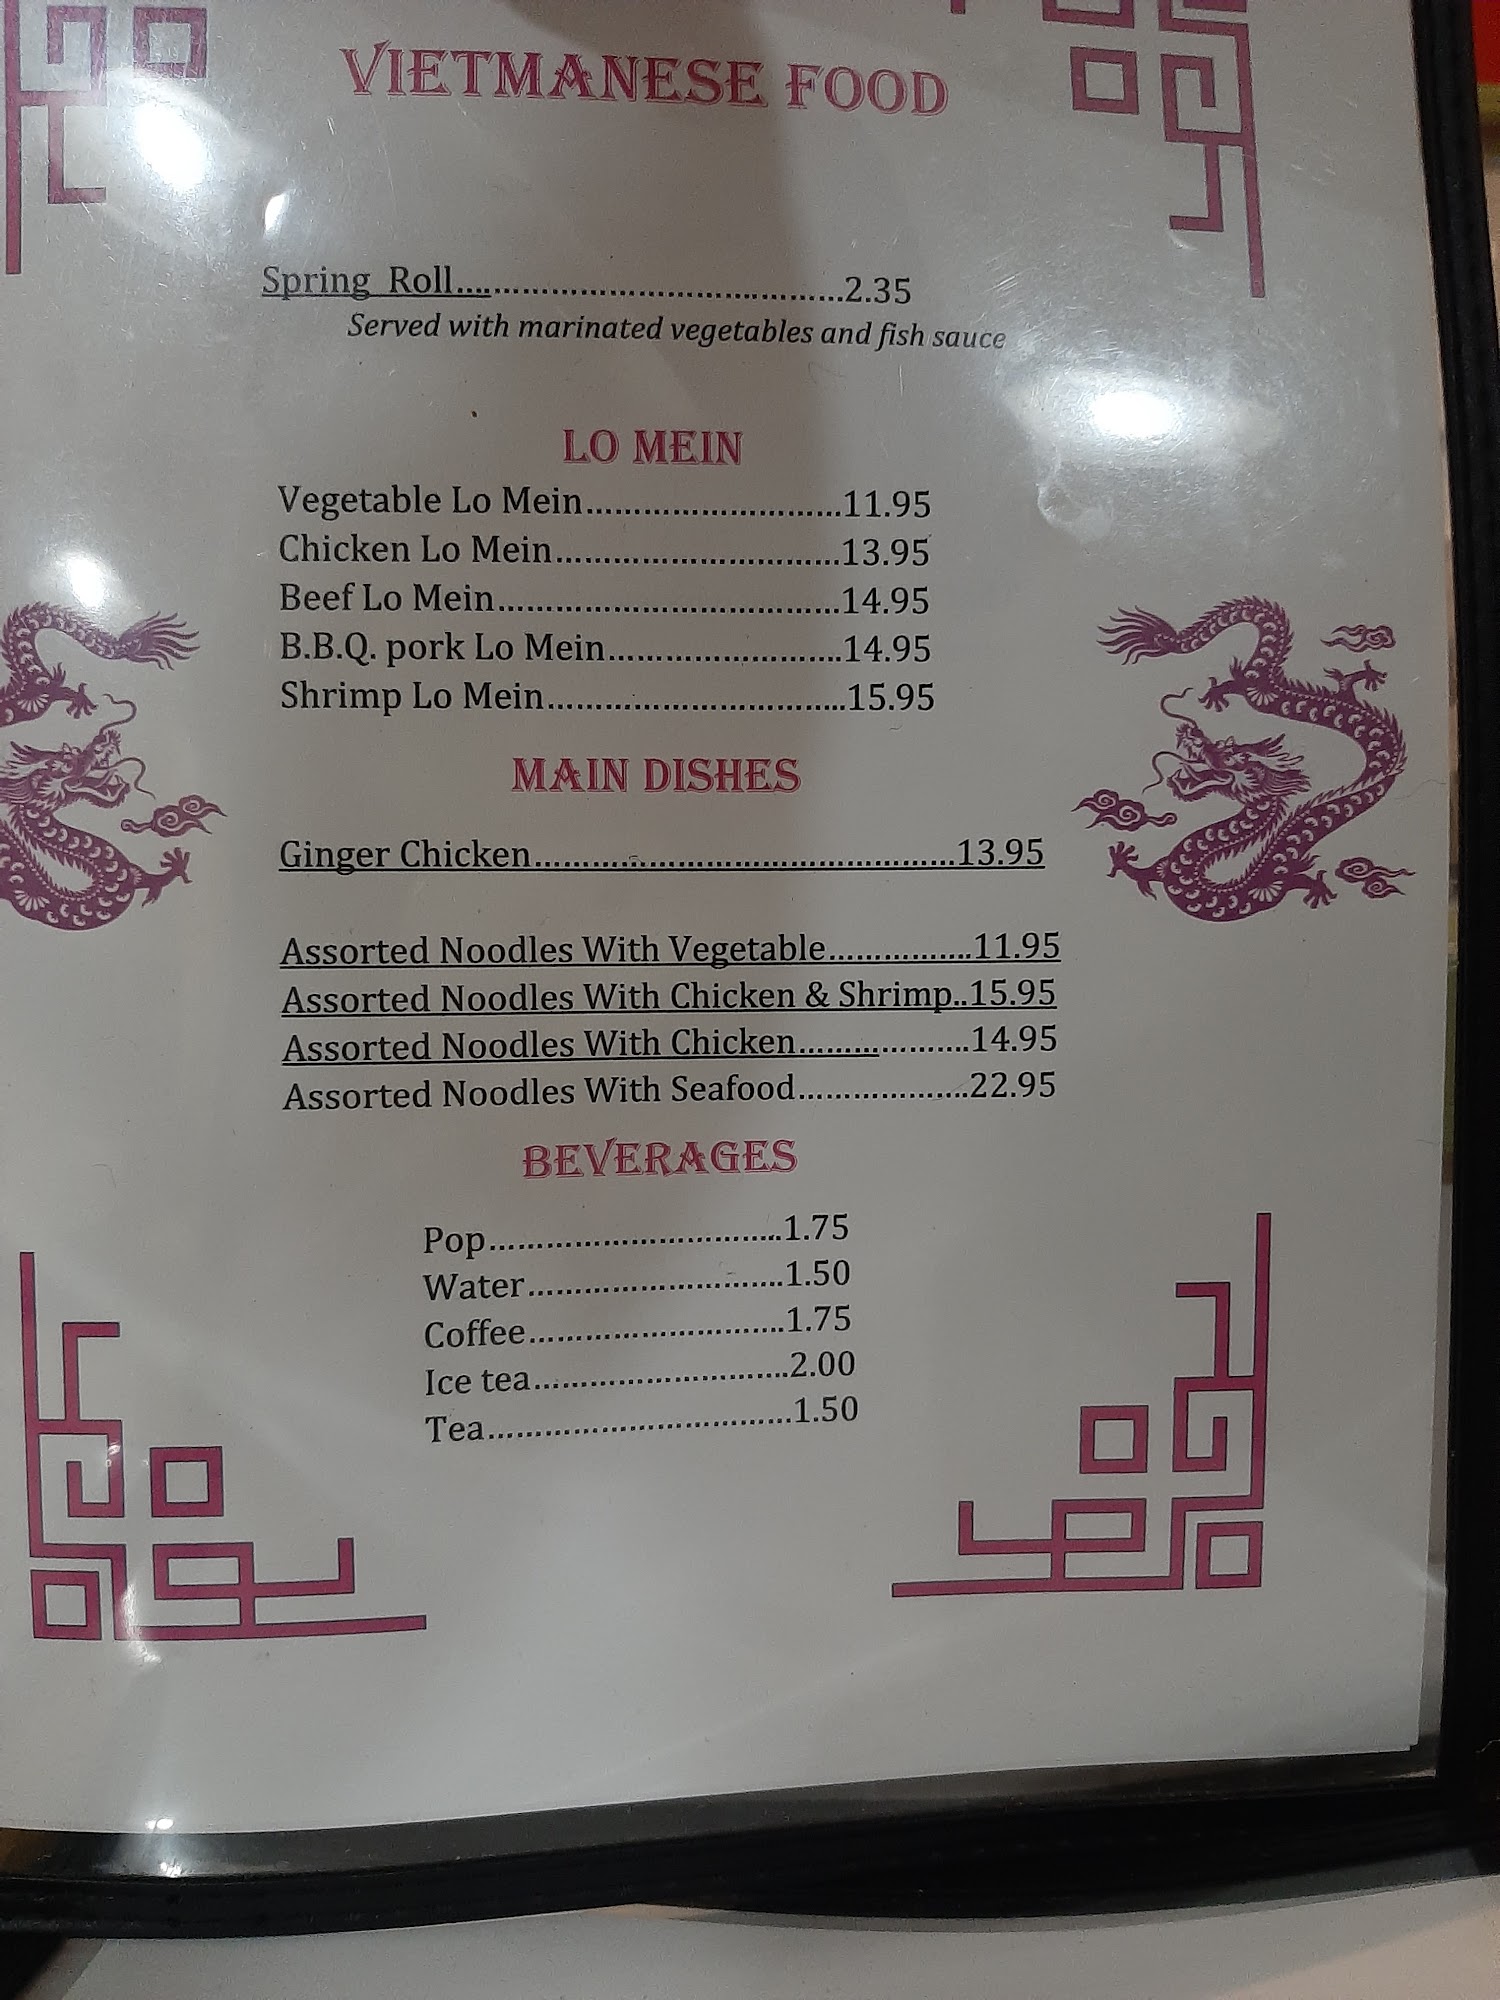 VIETMANESE FOOD
Spring Roll.............................................2.35
Served with marinated vegetables and fish sauce
LO MEIN
Vegetable Lo Mein...........................11.95
Chicken Lo Mein..............................13.95
Beef Lo Mein....................................14.95
B.B.Q. pork Lo Mein........................14.95
Shrimp Lo Mein...............................15.95
MAIN DISHES
Ginger Chicken............................................13.95
Assorted Noodles With Vegetable...............11.95
Assorted Noodles With Chicken & Shrimp..15.95
Assorted Noodles With Chicken..................14.95
Assorted Noodles With Seafood..................22.95
BEVERAGES
Pop...............................1.75
Water...........................1.50
Coffee...........................1.75
Ice tea...........................2.00
Tea................................1.50